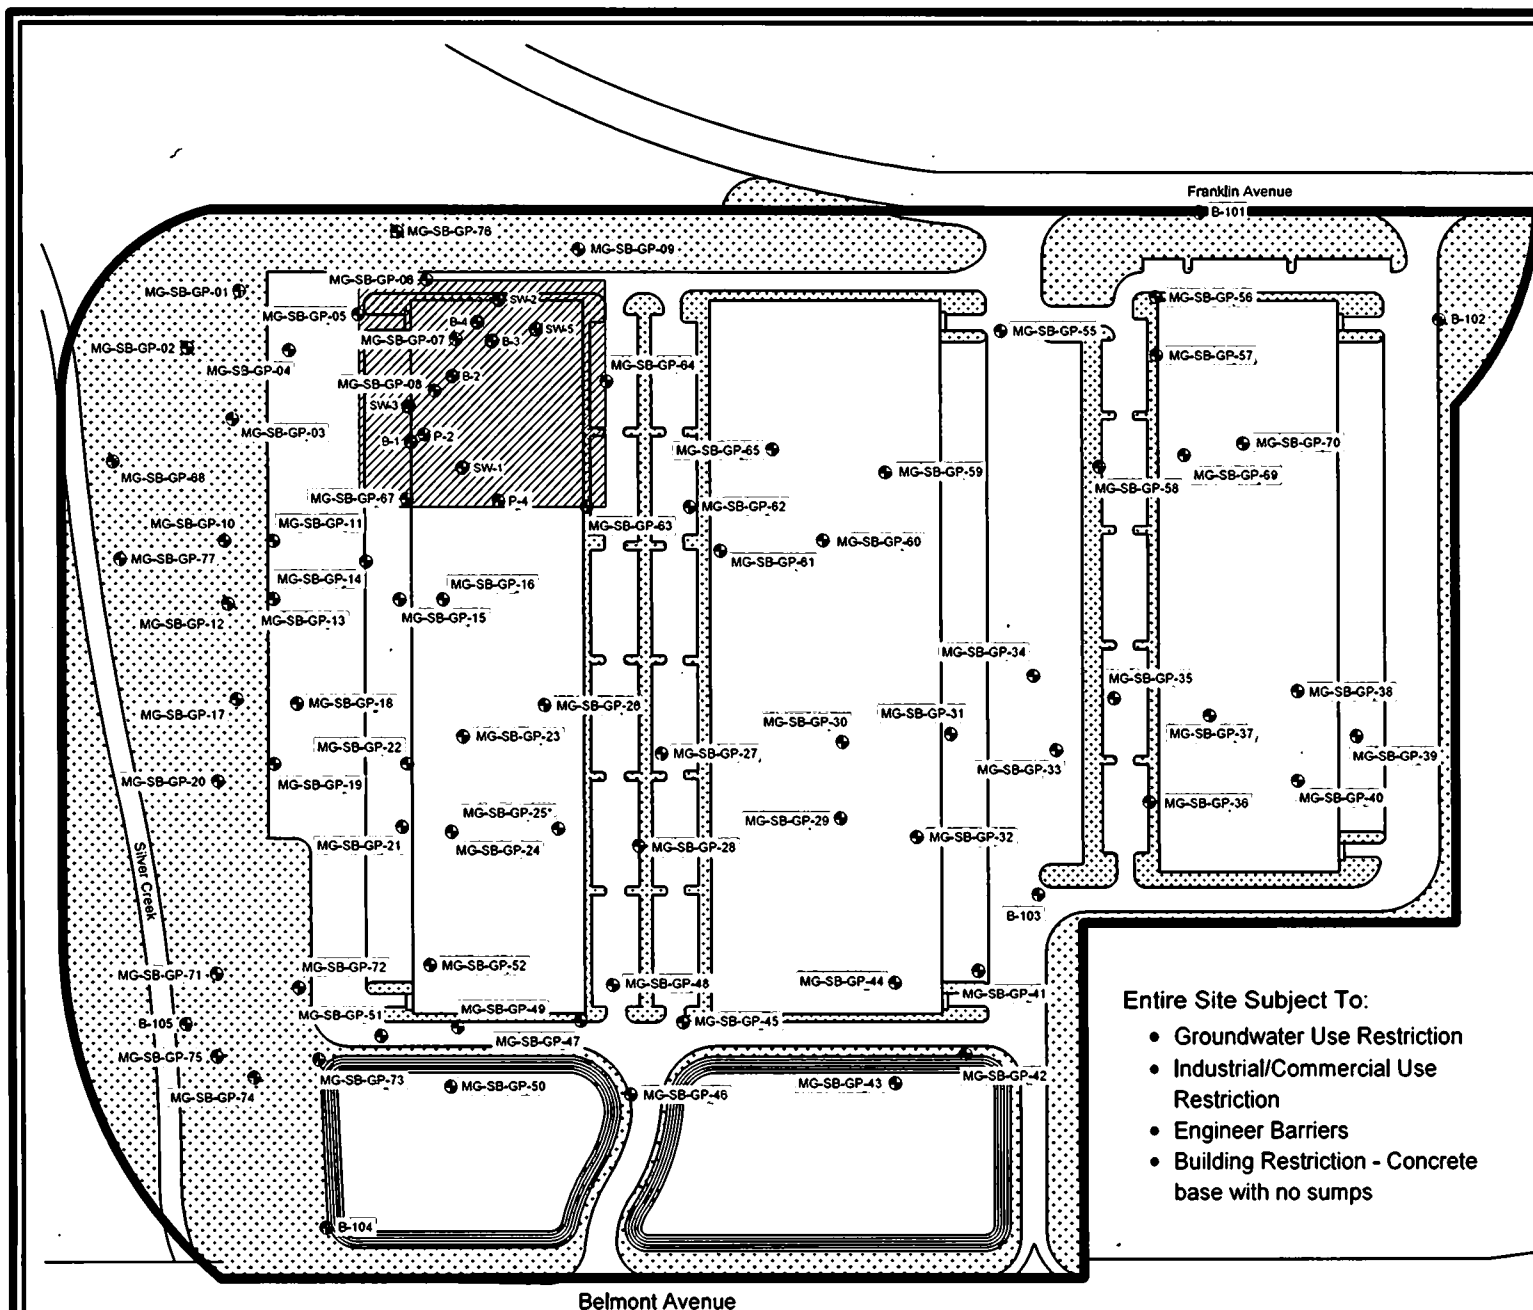 Franklin Avenue
B-101
MG-SB-GP-76
MG-SB-GP-09
MG-SB-GP-06
MG-SB-GP-01
SW-2
MG-SB-GP-56
MG-SB-GP-05
B-4
SW-5
MG-SB-GP-55
B-102
MG-SB-GP-07
B-3
MG-SB-GP-02
MG-SB-GP-57
MG-SB-GP-04
MG-SB-GP-64
B-2
MG-SB-GP-08
SW-3
MG-SB-GP-03
B-1
P-2
MG-SB-GP-65
MG-SB-GP-70
MG-SB-GP-68
SW-1
MG-SB-GP-59
MG-SB-GP-69
MG-SB-GP-58
MG-SB-GP-67
P-4
MG-SB-GP-62
MG-SB-GP-10
MG-SB-GP-11
MG-SB-GP-63
MG-SB-GP-60
MG-SB-GP-77
MG-SB-GP-61
MG-SB-GP-14
MG-SB-GP-16
MG-SB-GP-12
MG-SB-GP-13
MG-SB-GP-15
MG-SB-GP-34
MG-SB-GP-35
MG-SB-GP-38
MG-SB-GP-17
MG-SB-GP-18
MG-SB-GP-26
MG-SB-GP-30
MG-SB-GP-31
MG-SB-GP-22
MG-SB-GP-23
MG-SB-GP-37
MG-SB-GP-27
MG-SB-GP-33
MG-SB-GP-39
MG-SB-GP-20
MG-SB-GP-19
MG-SB-GP-40
MG-SB-GP-36
MG-SB-GP-25
MG-SB-GP-29
MG-SB-GP-32
MG-SB-GP-21
MG-SB-GP-24
MG-SB-GP-28
Silver Creek
B-103
MG-SB-GP-72
MG-SB-GP-52
MG-SB-GP-71
MG-SB-GP-48
MG-SB-GP-44
MG-SB-GP-41
MG-SB-GP-51
MG-SB-GP-49
B-105
MG-SB-GP-45
MG-SB-GP-47
MG-SB-GP-75
MG-SB-GP-73
MG-SB-GP-42
MG-SB-GP-50
MG-SB-GP-43
MG-SB-GP-74
MG-SB-GP-46
B-104
Entire Site Subject To:
• Groundwater Use Restriction
• Industrial/Commercial Use
Restriction
• Engineer Barriers
• Building Restriction - Concrete
base with no sumps
Belmont Avenue